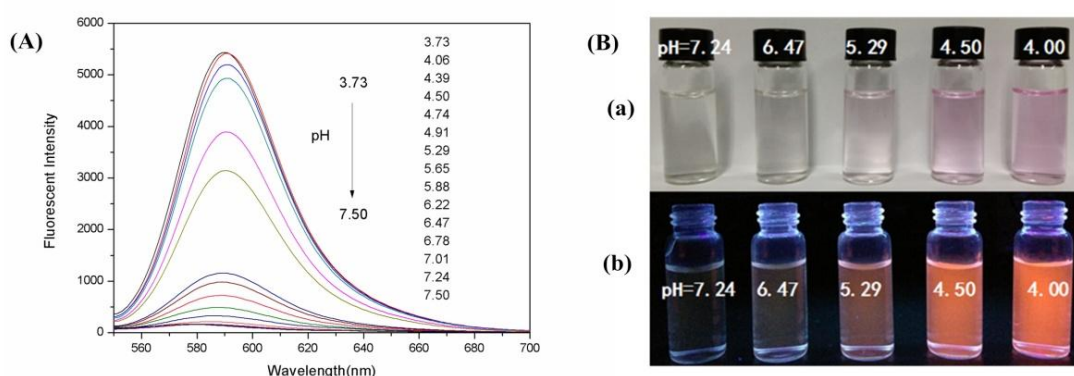 (A)
6000
5000
4000
3000
2000
1000
0
Fluorescent Intensity
560 580 600 620 640 660 680 700
Wavelength(nm)
3.73
pH
7.50
3.73
4.06
4.39
4.50
4.74
4.91
5.29
5.65
5.88
6.22
6.47
6.78
7.01
7.24
7.50
(B)
(a)
pH=7.24 6.47 5.29 4.50 4.00
(b)
pH=7.24 6.47 5.29 4.50 4.00